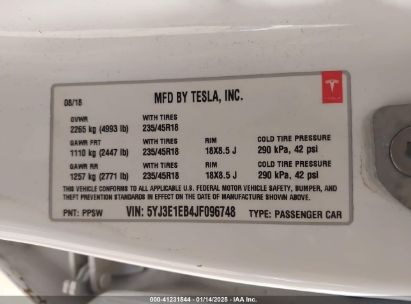 08/18 MFD BY TESLA, INC.
GVWR WITH TIRES
2265 kg (4993 lb) 235/45R18
GAWR FRT WITH TIRES RIM COLD TIRE PRESSURE
1110 kg (2447 lb) 235/45R18 18X8.5 J 290 kPa, 42 psi
GAWR RR WITH TIRES RIM COLD TIRE PRESSURE
1257 kg (2771 lb) 235/45R18 18X8.5 J 290 kPa, 42 psi
THIS VEHICLE CONFORMS TO ALL APPLICABLE U.S. FEDERAL MOTOR VEHICLE SAFETY, BUMPER, AND
THEFT PREVENTION STANDARDS IN EFFECT ON THE DATE OF MANUFACTURE SHOWN ABOVE.
PNT: PPSW VIN: 5YJ3E1EB4JF096748 TYPE: PASSENGER CAR
00-41231544 | 01/14/2025 - IAAI.COM